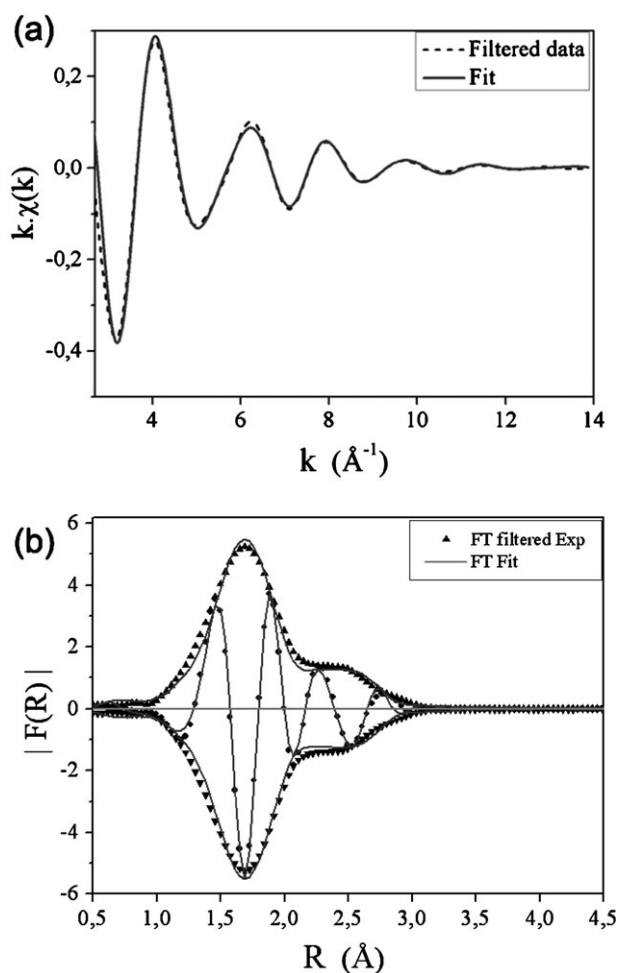 (a)
Filtered data
Fit
0,2
0,0
-0,2
-0,4
k.χ(k)
4 6 8 10 12 14
k (Å⁻¹)
(b)
FT filtered Exp
FT Fit
6
4
2
0
-2
-4
-6
| F(R) |
0,5 1,0 1,5 2,0 2,5 3,0 3,5 4,0 4,5
R (Å)